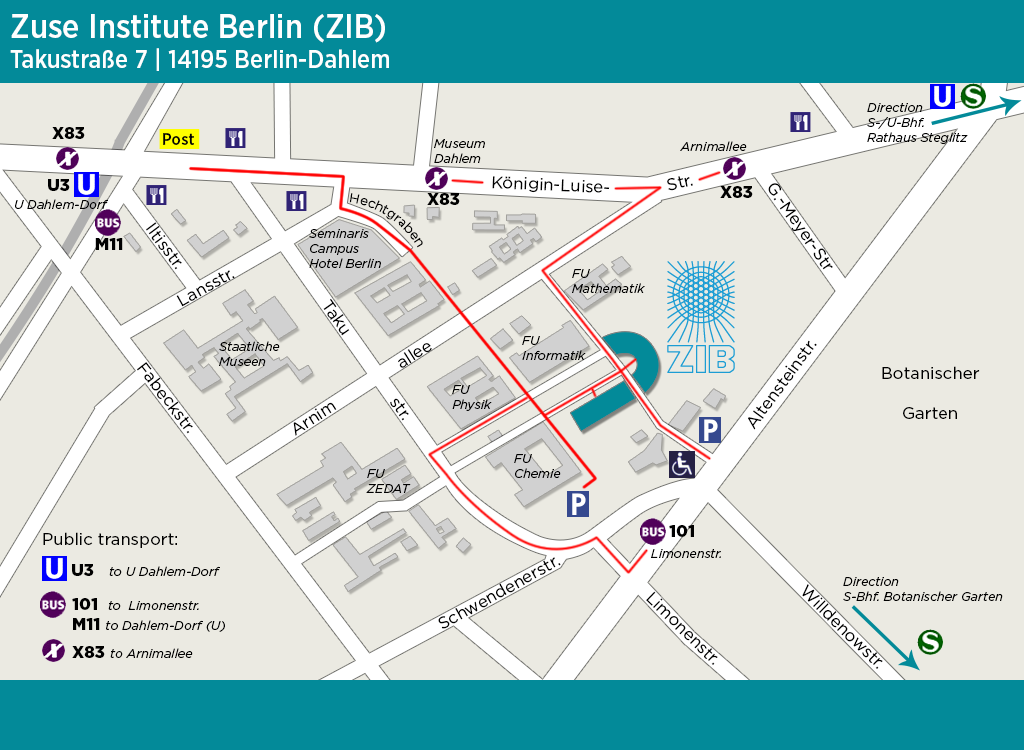 Zuse Institute Berlin (ZIB)
Takustraße 7 | 14195 Berlin-Dahlem
X83
Post
U3 U
U Dahlem-Dorf
BUS
M11
Museum
Dahlem
X83
Königin-Luise-
Str.
Arnimallee
X83
U S
Direction
S-/U-Bhf.
Rathaus Steglitz
G.-Meyer-Str
Iltisstr.
Lansstr.
Hechtgraben
Seminaris
Campus
Hotel Berlin
FU
Mathematik
ZIB
Taku
str.
Staatliche
Museen
allee
Arnim
FU
Informatik
FU
Physik
Fabeckstr.
Altensteinstr.
Botanischer
Garten
P
FU
Chemie
FU
ZEDAT
P
BUS 101
Limonenstr.
Schwendenerstr.
Limonenstr.
Willdenowstr.
Direction
S-Bhf. Botanischer Garten
S
Public transport:
U U3 to U Dahlem-Dorf
BUS 101 to Limonenstr.
M11 to Dahlem-Dorf (U)
X X83 to Arnimallee